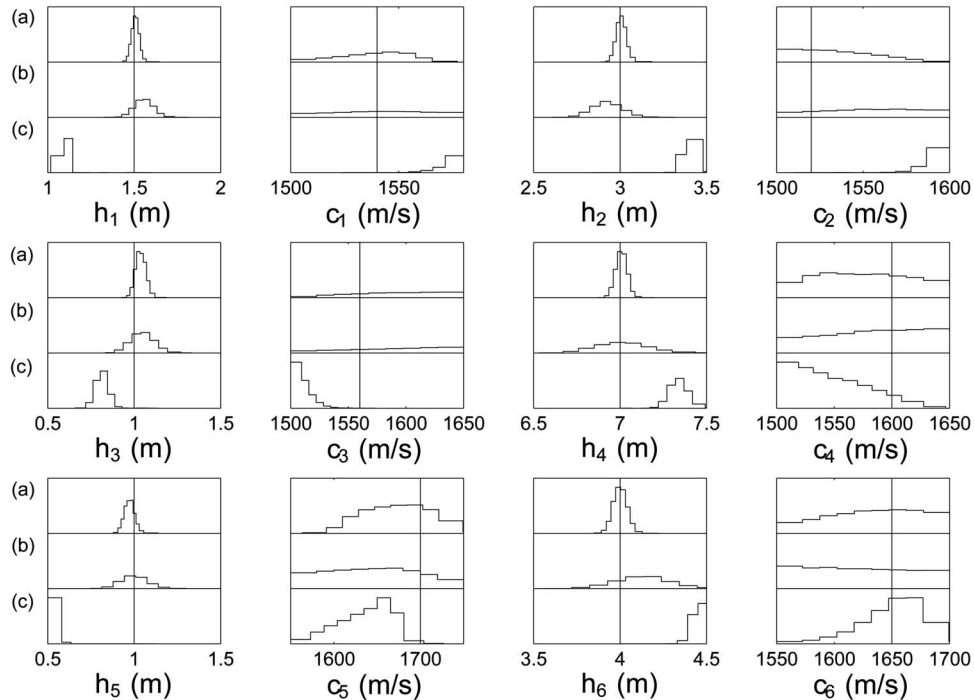 (a)
(b)
(c)
1 1.5 2 1500 1550 2.5 3 3.5 1500 1550 1600
h1 (m) c1 (m/s) h2 (m) c2 (m/s)
(a)
(b)
(c)
0.5 1 1.5 1500 1550 1600 1650 6.5 7 7.5 1500 1550 1600 1650
h3 (m) c3 (m/s) h4 (m) c4 (m/s)
(a)
(b)
(c)
0.5 1 1.5 1600 1700 3.5 4 4.5 1550 1600 1650 1700
h5 (m) c5 (m/s) h6 (m) c6 (m/s)